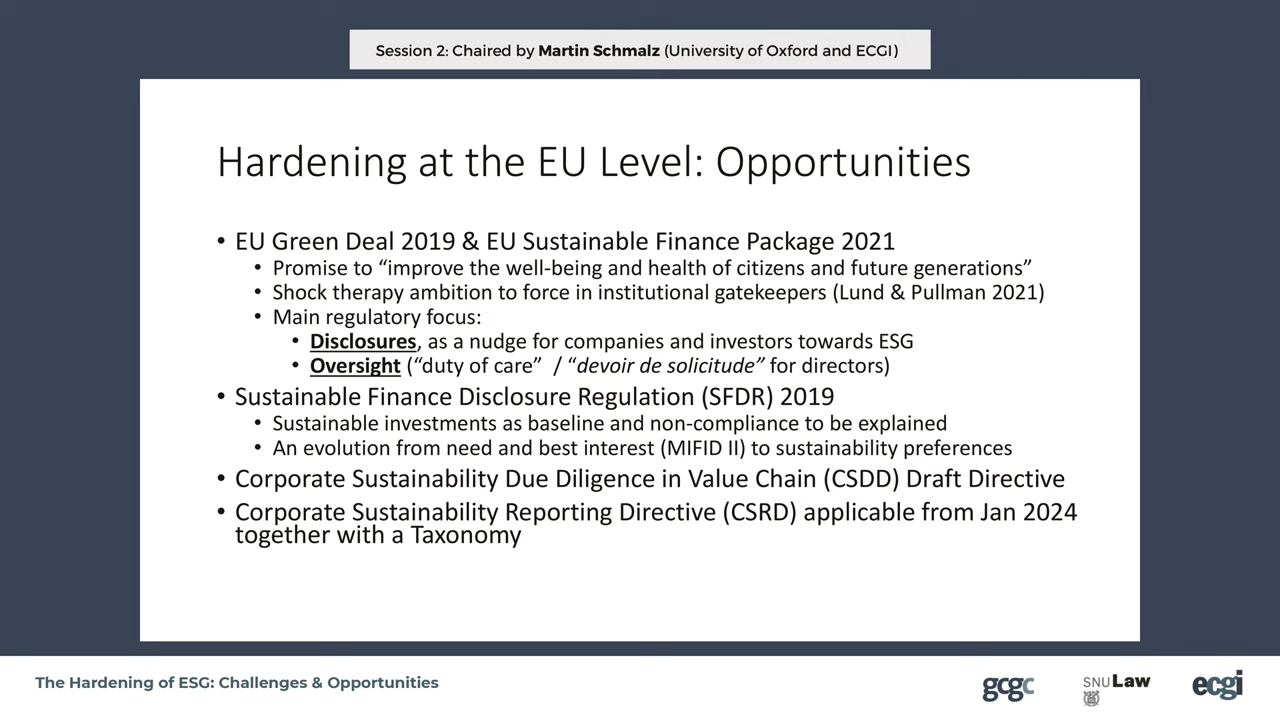 Session 2: Chaired by Martin Schmalz (University of Oxford and ECGI)
Hardening at the EU Level: Opportunities
• EU Green Deal 2019 & EU Sustainable Finance Package 2021
• Promise to “improve the well-being and health of citizens and future generations”
• Shock therapy ambition to force in institutional gatekeepers (Lund & Pullman 2021)
• Main regulatory focus:
• Disclosures, as a nudge for companies and investors towards ESG
• Oversight (“duty of care” / “devoir de solicitude” for directors)
• Sustainable Finance Disclosure Regulation (SFDR) 2019
• Sustainable investments as baseline and non-compliance to be explained
• An evolution from need and best interest (MIFID II) to sustainability preferences
• Corporate Sustainability Due Diligence in Value Chain (CSDD) Draft Directive
• Corporate Sustainability Reporting Directive (CSRD) applicable from Jan 2024
together with a Taxonomy
The Hardening of ESG: Challenges & Opportunities
gcgc
SNU Law
ecgi